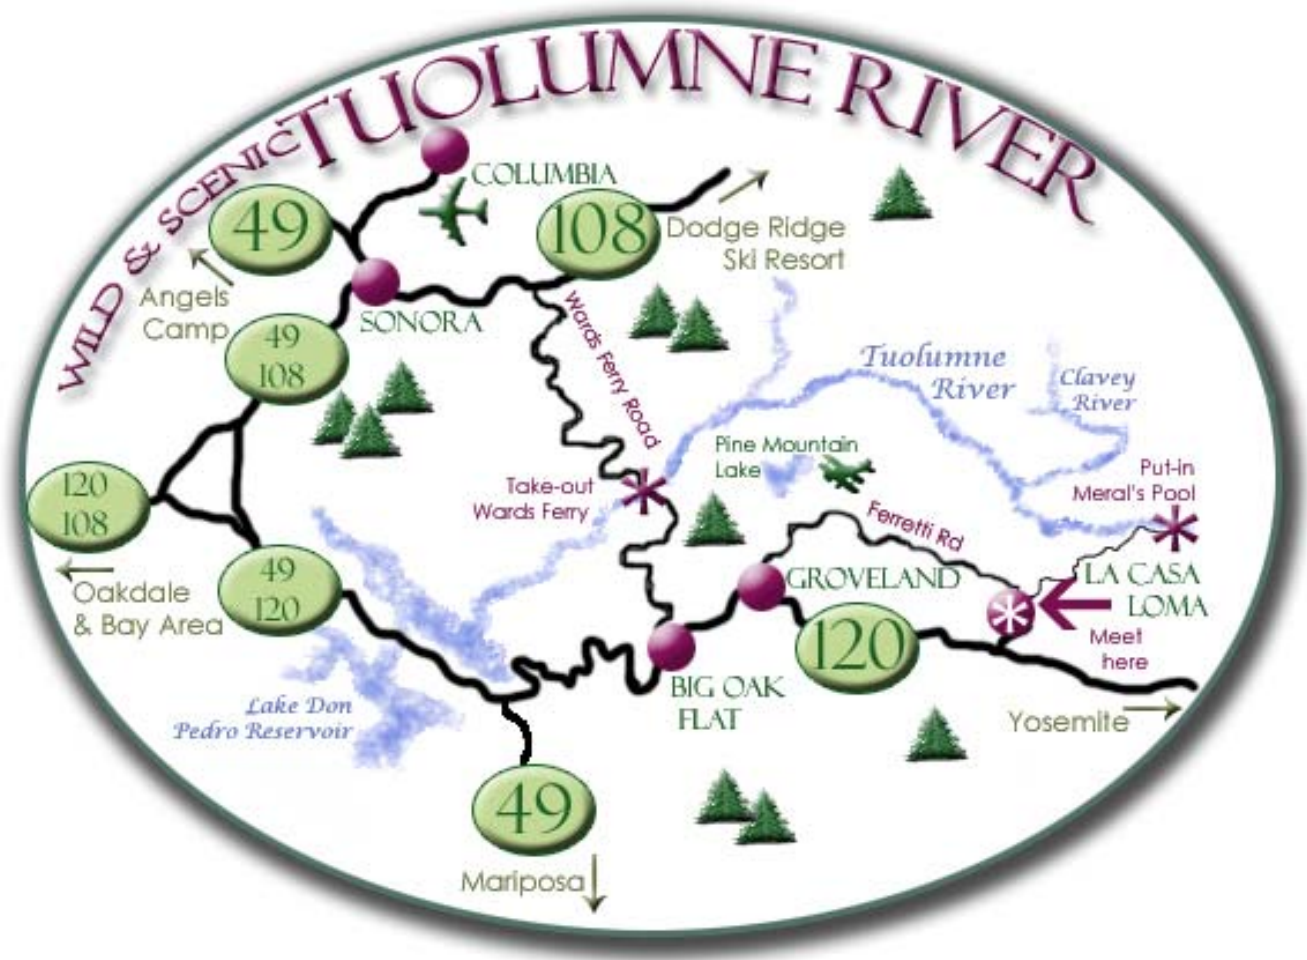 WILD & SCENIC TUOLUMNE RIVER
COLUMBIA
49
108
Dodge Ridge
Ski Resort
Angels
Camp
SONORA
49
108
Wards Ferry Road
Tuolumne
River
Clavey
River
Pine Mountain
Lake
Put-in
Meral's Pool
Take-out
Wards Ferry
120
108
Ferretti Rd
Oakdale
& Bay Area
49
120
GROVELAND
LA CASA
LOMA
Meet
here
120
BIG OAK
FLAT
Lake Don
Pedro Reservoir
Yosemite
49
Mariposa